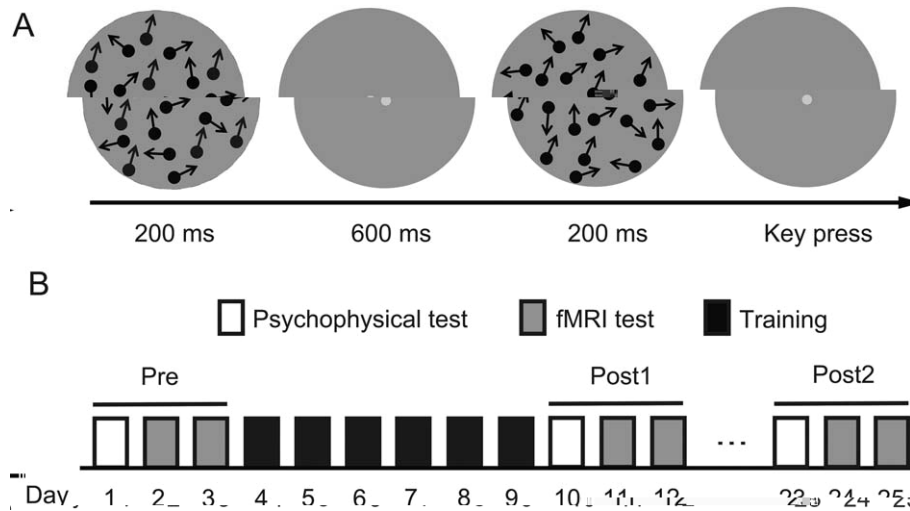 A
200 ms 600 ms 200 ms Key press
B
Psychophysical test fMRI test Training
Pre Post1 Post2
...
Day 1 2 3 4 5 6 7 8 9 10 11 12 23 24 25